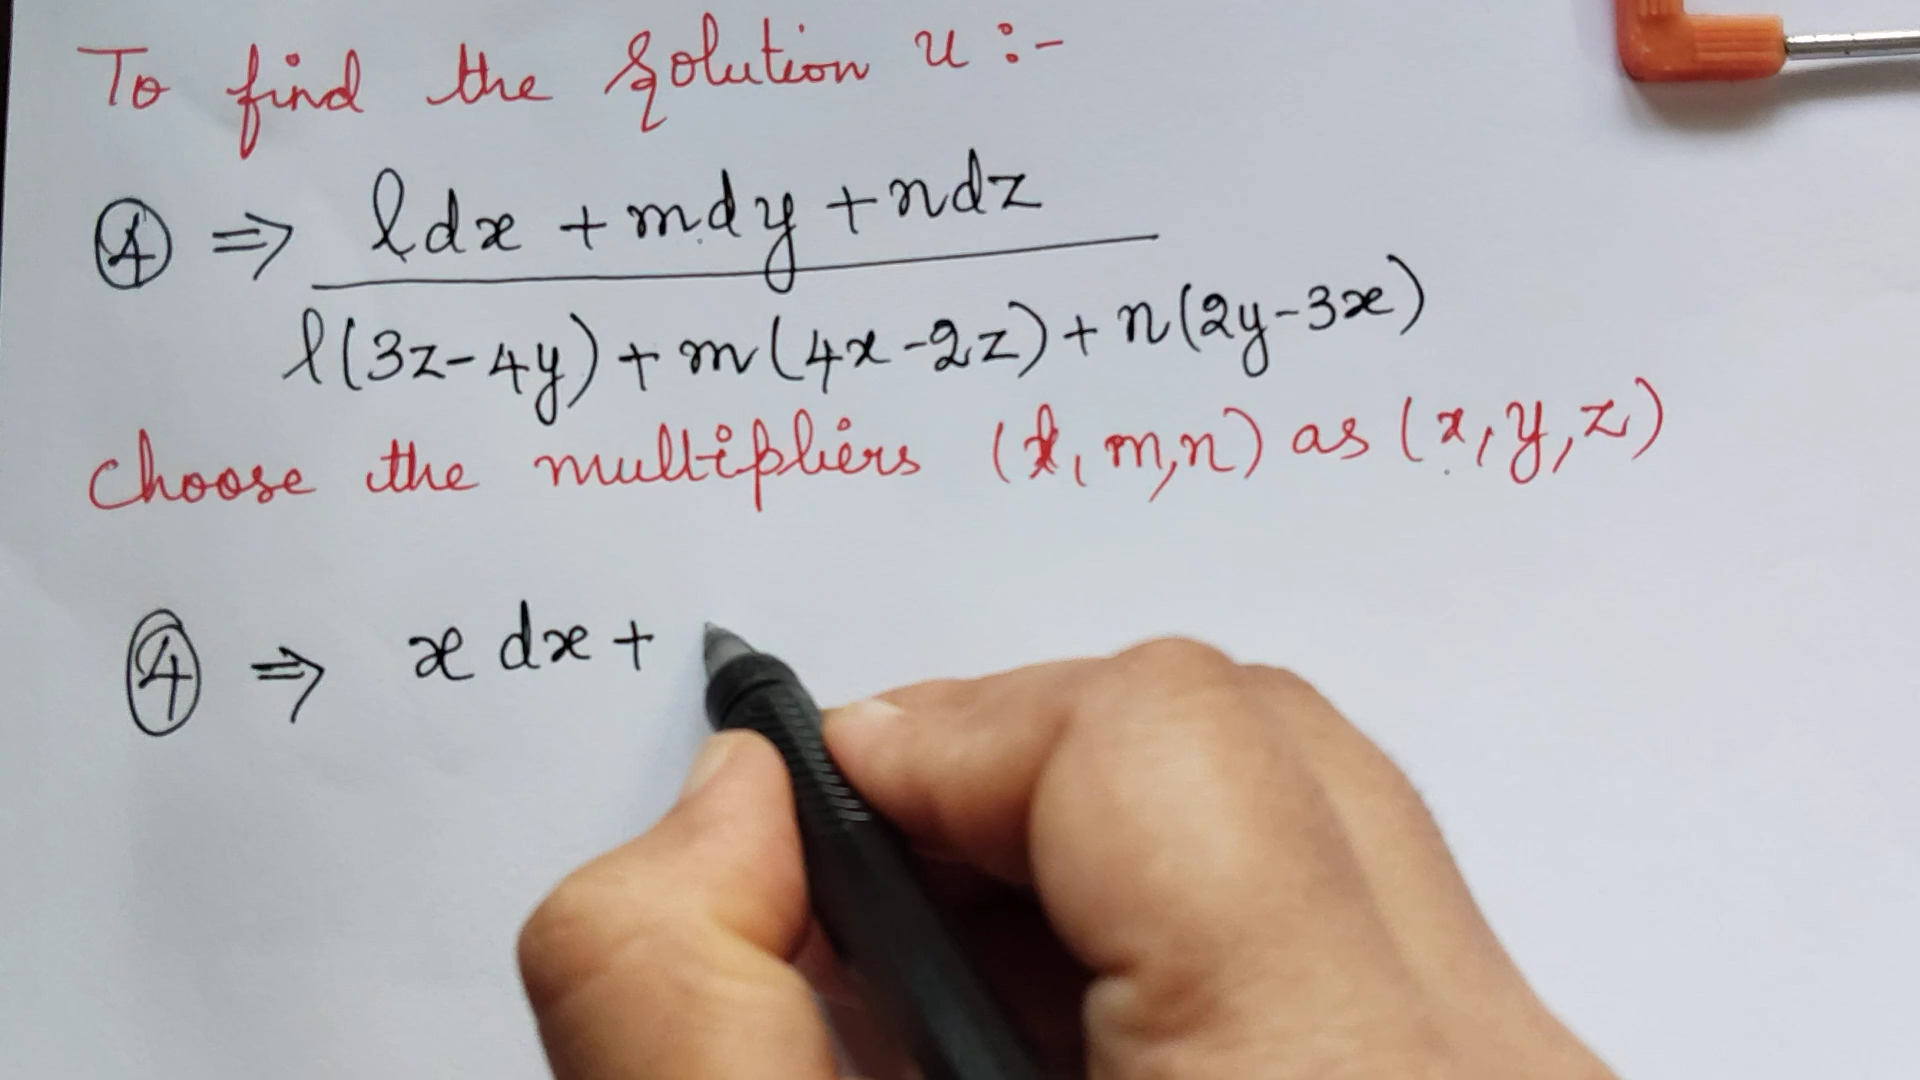 To find the solution u :-
④ ⇒ ldx + mdy + ndz
l(3z-4y) + m(4x-2z) + n(2y-3x)
choose the multipliers (l, m, n) as (x, y, z)
④ ⇒ x dx +